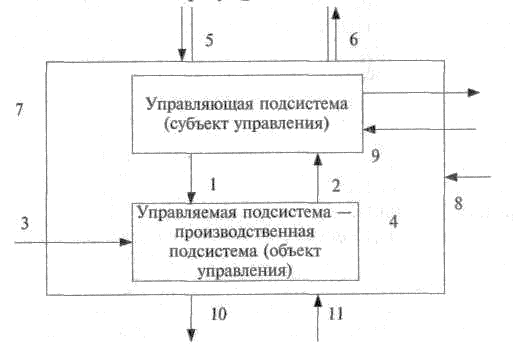 5
6
7
Управляющая подсистема
(субъект управления)
9
1
2
8
3
Управляемая подсистема —
производственная
подсистема (объект
управления)
4
10
11